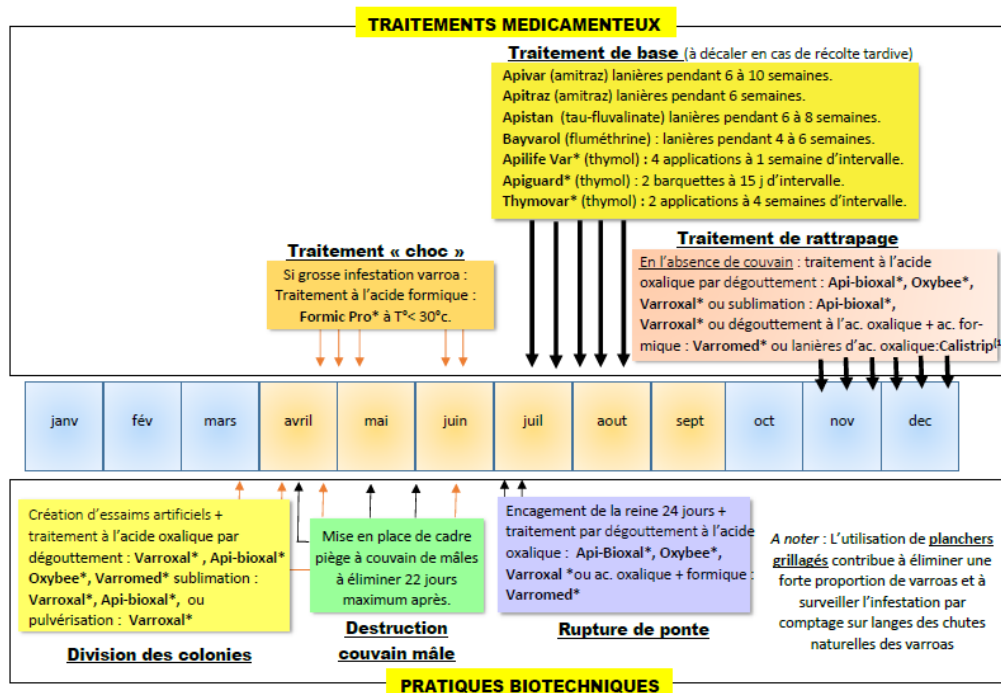 TRAITEMENTS MEDICAMENTEUX
Traitement de base (à décaler en cas de récolte tardive)
Apivar (amitraz) lanières pendant 6 à 10 semaines.
Apitraz (amitraz) lanières pendant 6 semaines.
Apistan (tau-fluvalinate) lanières pendant 6 à 8 semaines.
Bayvarol (fluméthrine) : lanières pendant 4 à 6 semaines.
Apilife Var* (thymol) : 4 applications à 1 semaine d'intervalle.
Apiguard* (thymol) : 2 barquettes à 15 j d'intervalle.
Thymovar* (thymol) : 2 applications à 4 semaines d'intervalle.
Traitement « choc »
Si grosse infestation varroa :
Traitement à l'acide formique :
Formic Pro* à T°< 30°c.
Traitement de rattrapage
En l'absence de couvain : traitement à l'acide
oxalique par dégouttement : Api-bioxal*, Oxybee*,
Varroxal* ou sublimation : Api-bioxal*,
Varroxal* ou dégouttement à l'ac. oxalique + ac. for-
mique : Varromed* ou lanières d'ac. oxalique:Calistrip
janv fév mars avril mai juin juil aout sept oct nov dec
Création d'essaims artificiels +
traitement à l'acide oxalique par
dégouttement : Varroxal*, Api-bioxal*
Oxybee*, Varromed* sublimation :
Varroxal*, Api-bioxal*, ou
pulvérisation : Varroxal*
Division des colonies
Mise en place de cadre
piège à couvain de mâles
à éliminer 22 jours
maximum après.
Destruction
couvain mâle
Encagement de la reine 24 jours +
traitement par dégouttement à l'acide
oxalique : Api-Bioxal*, Oxybee*,
Varroxal *ou ac. oxalique + formique :
Varromed*
Rupture de ponte
A noter : L'utilisation de planchers
grillagés contribue à éliminer une
forte proportion de varroas et à
surveiller l'infestation par
comptage sur langes des chutes
naturelles des varroas
PRATIQUES BIOTECHNIQUES